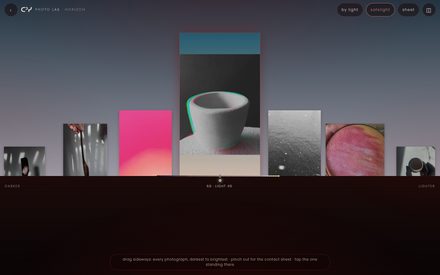 CY PHOTO LAB · HORIZON
by light
sheet
DARKER
LIGHTER
drag sideways: every photograph, darkest to brightest · pinch out for the contact sheet · tap the one
standing there